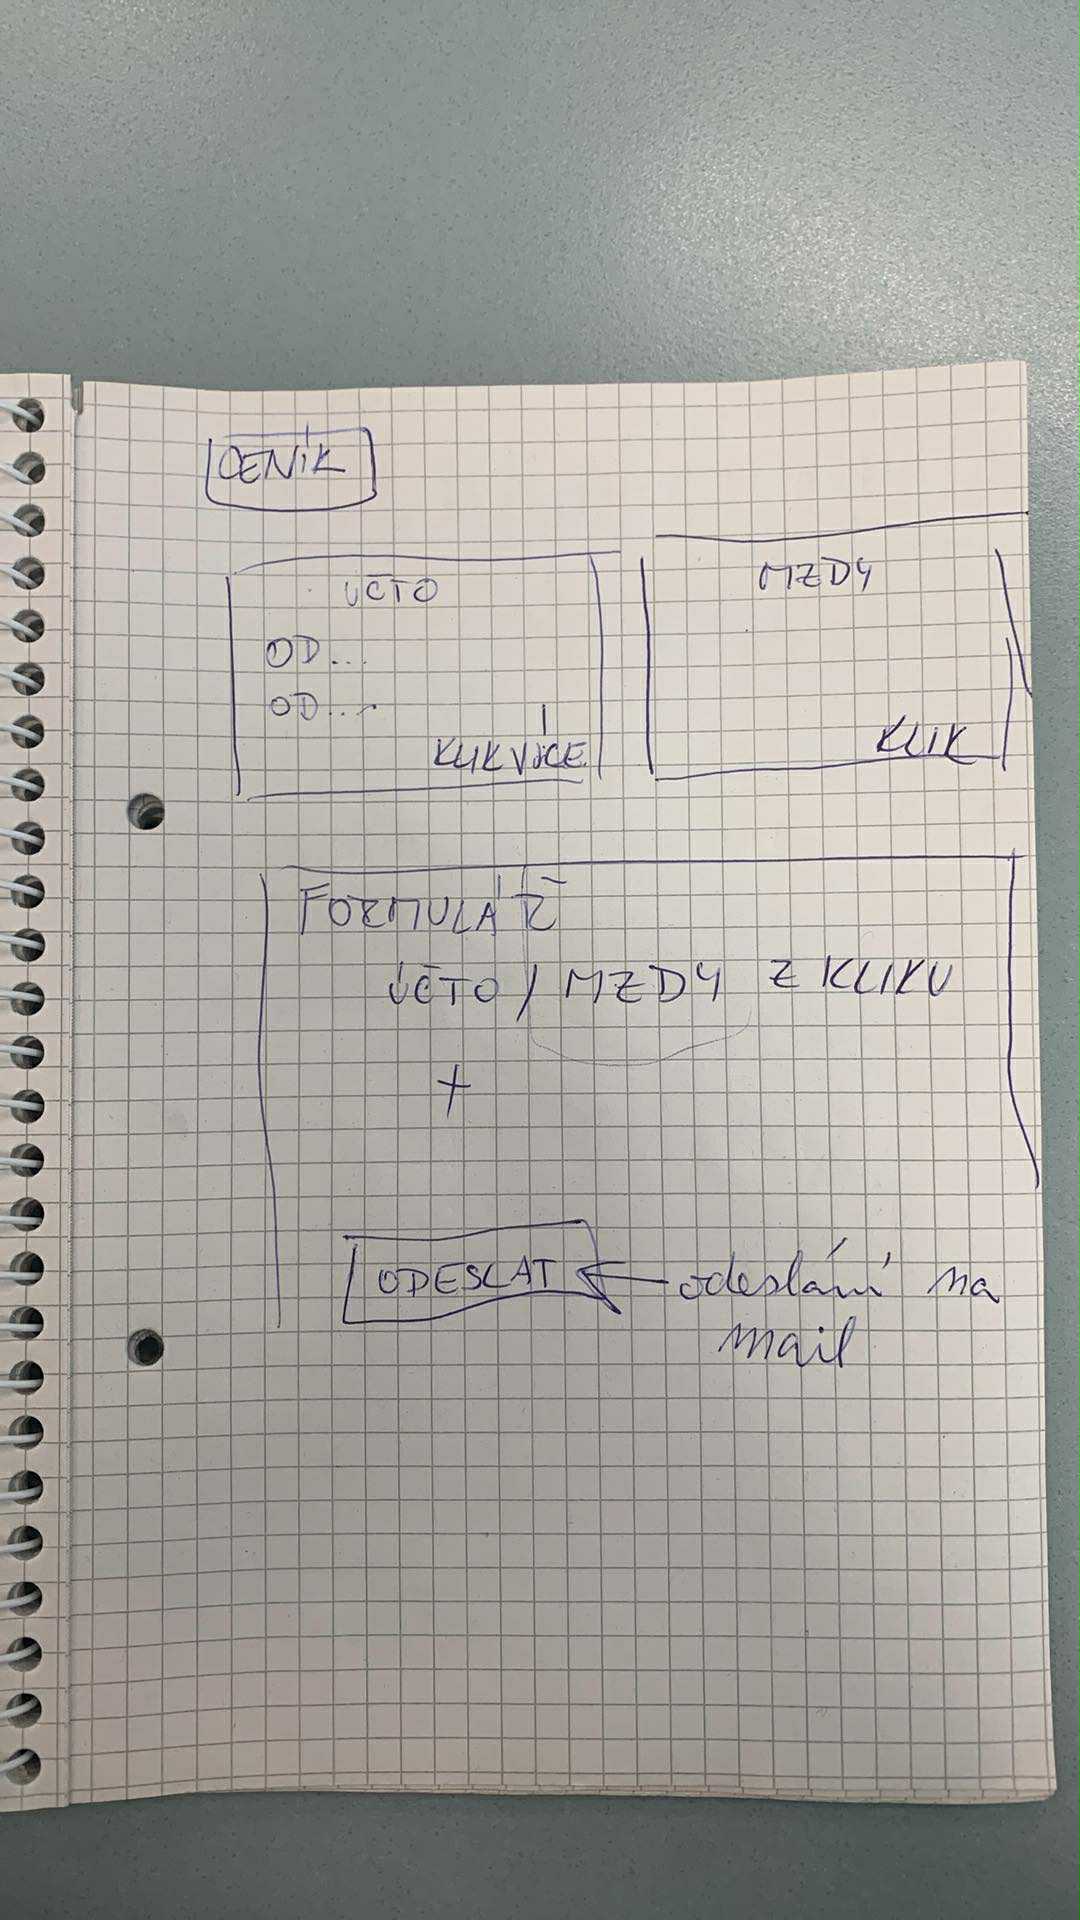 CENÍK
ÚČTO
OD...
OD...
KLIK VÍCE
MZDY
KLIK
FORMULÁŘ
ÚČTO / MZDY Z KLIKU
+
ODESLAT ← odeslání na
mail